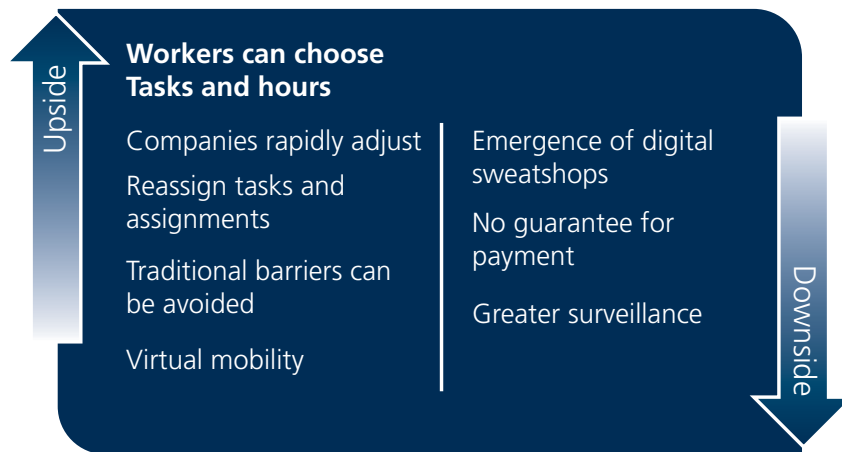 Upside
Workers can choose
Tasks and hours
Companies rapidly adjust
Reassign tasks and
assignments
Traditional barriers can
be avoided
Virtual mobility
Emergence of digital
sweatshops
No guarantee for
payment
Greater surveillance
Downside